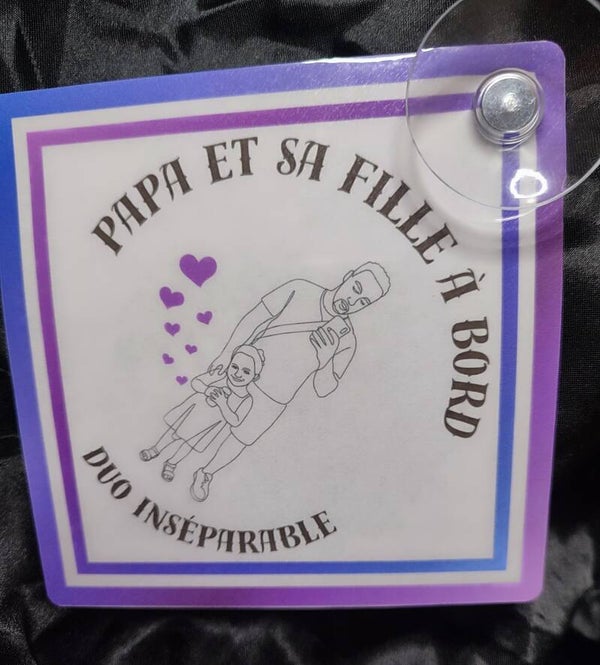 PAPA ET SA FILLE À BORD
DUO INSÉPARABLE